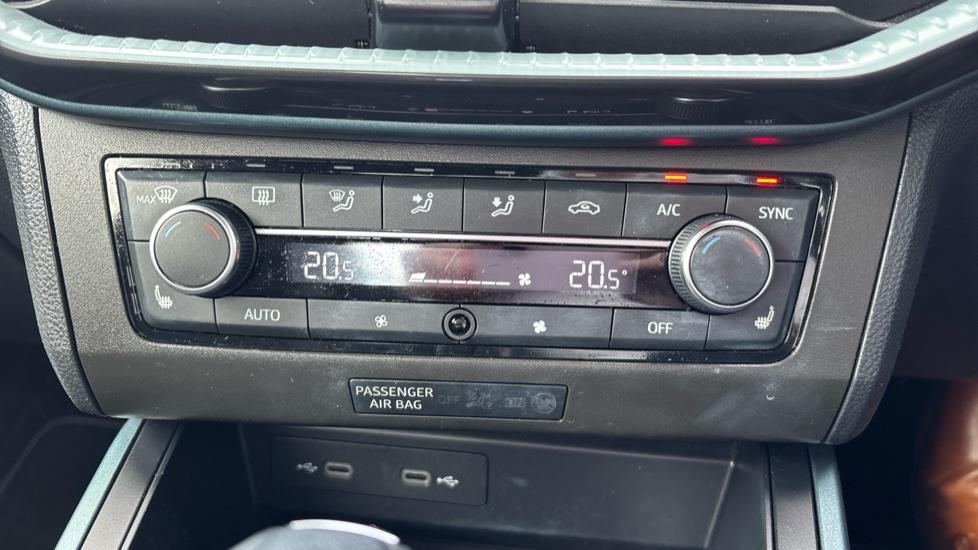 MAX
A/C
SYNC
20.5
20.5°
AUTO
OFF
PASSENGER
AIR BAG
OFF